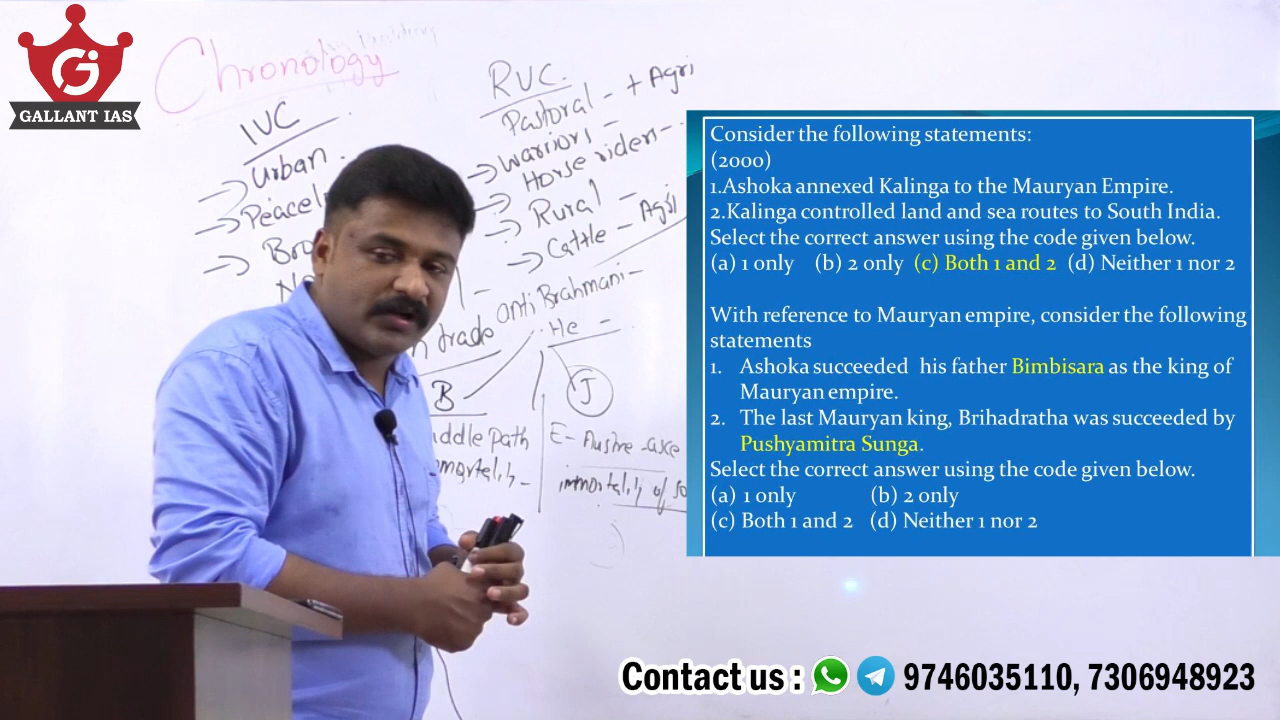 GALLANT IAS
Chronology
IVC
Urban
Peacel
Bro
RVC.
Pastoral - + Agri
Warriors -
Horse riders -
Rural -
Cattle - Agri
anti Brahmani-
trade
He -
B
J
iddle path
Consider the following statements:
(2000)
1.Ashoka annexed Kalinga to the Mauryan Empire.
2.Kalinga controlled land and sea routes to South India.
Select the correct answer using the code given below.
(a) 1 only (b) 2 only (c) Both 1 and 2 (d) Neither 1 nor 2
With reference to Mauryan empire, consider the following
statements
1. Ashoka succeeded his father Bimbisara as the king of
Mauryan empire.
2. The last Mauryan king, Brihadratha was succeeded by
Pushyamitra Sunga.
Select the correct answer using the code given below.
(a) 1 only (b) 2 only
(c) Both 1 and 2 (d) Neither 1 nor 2
Contact us : 9746035110, 7306948923